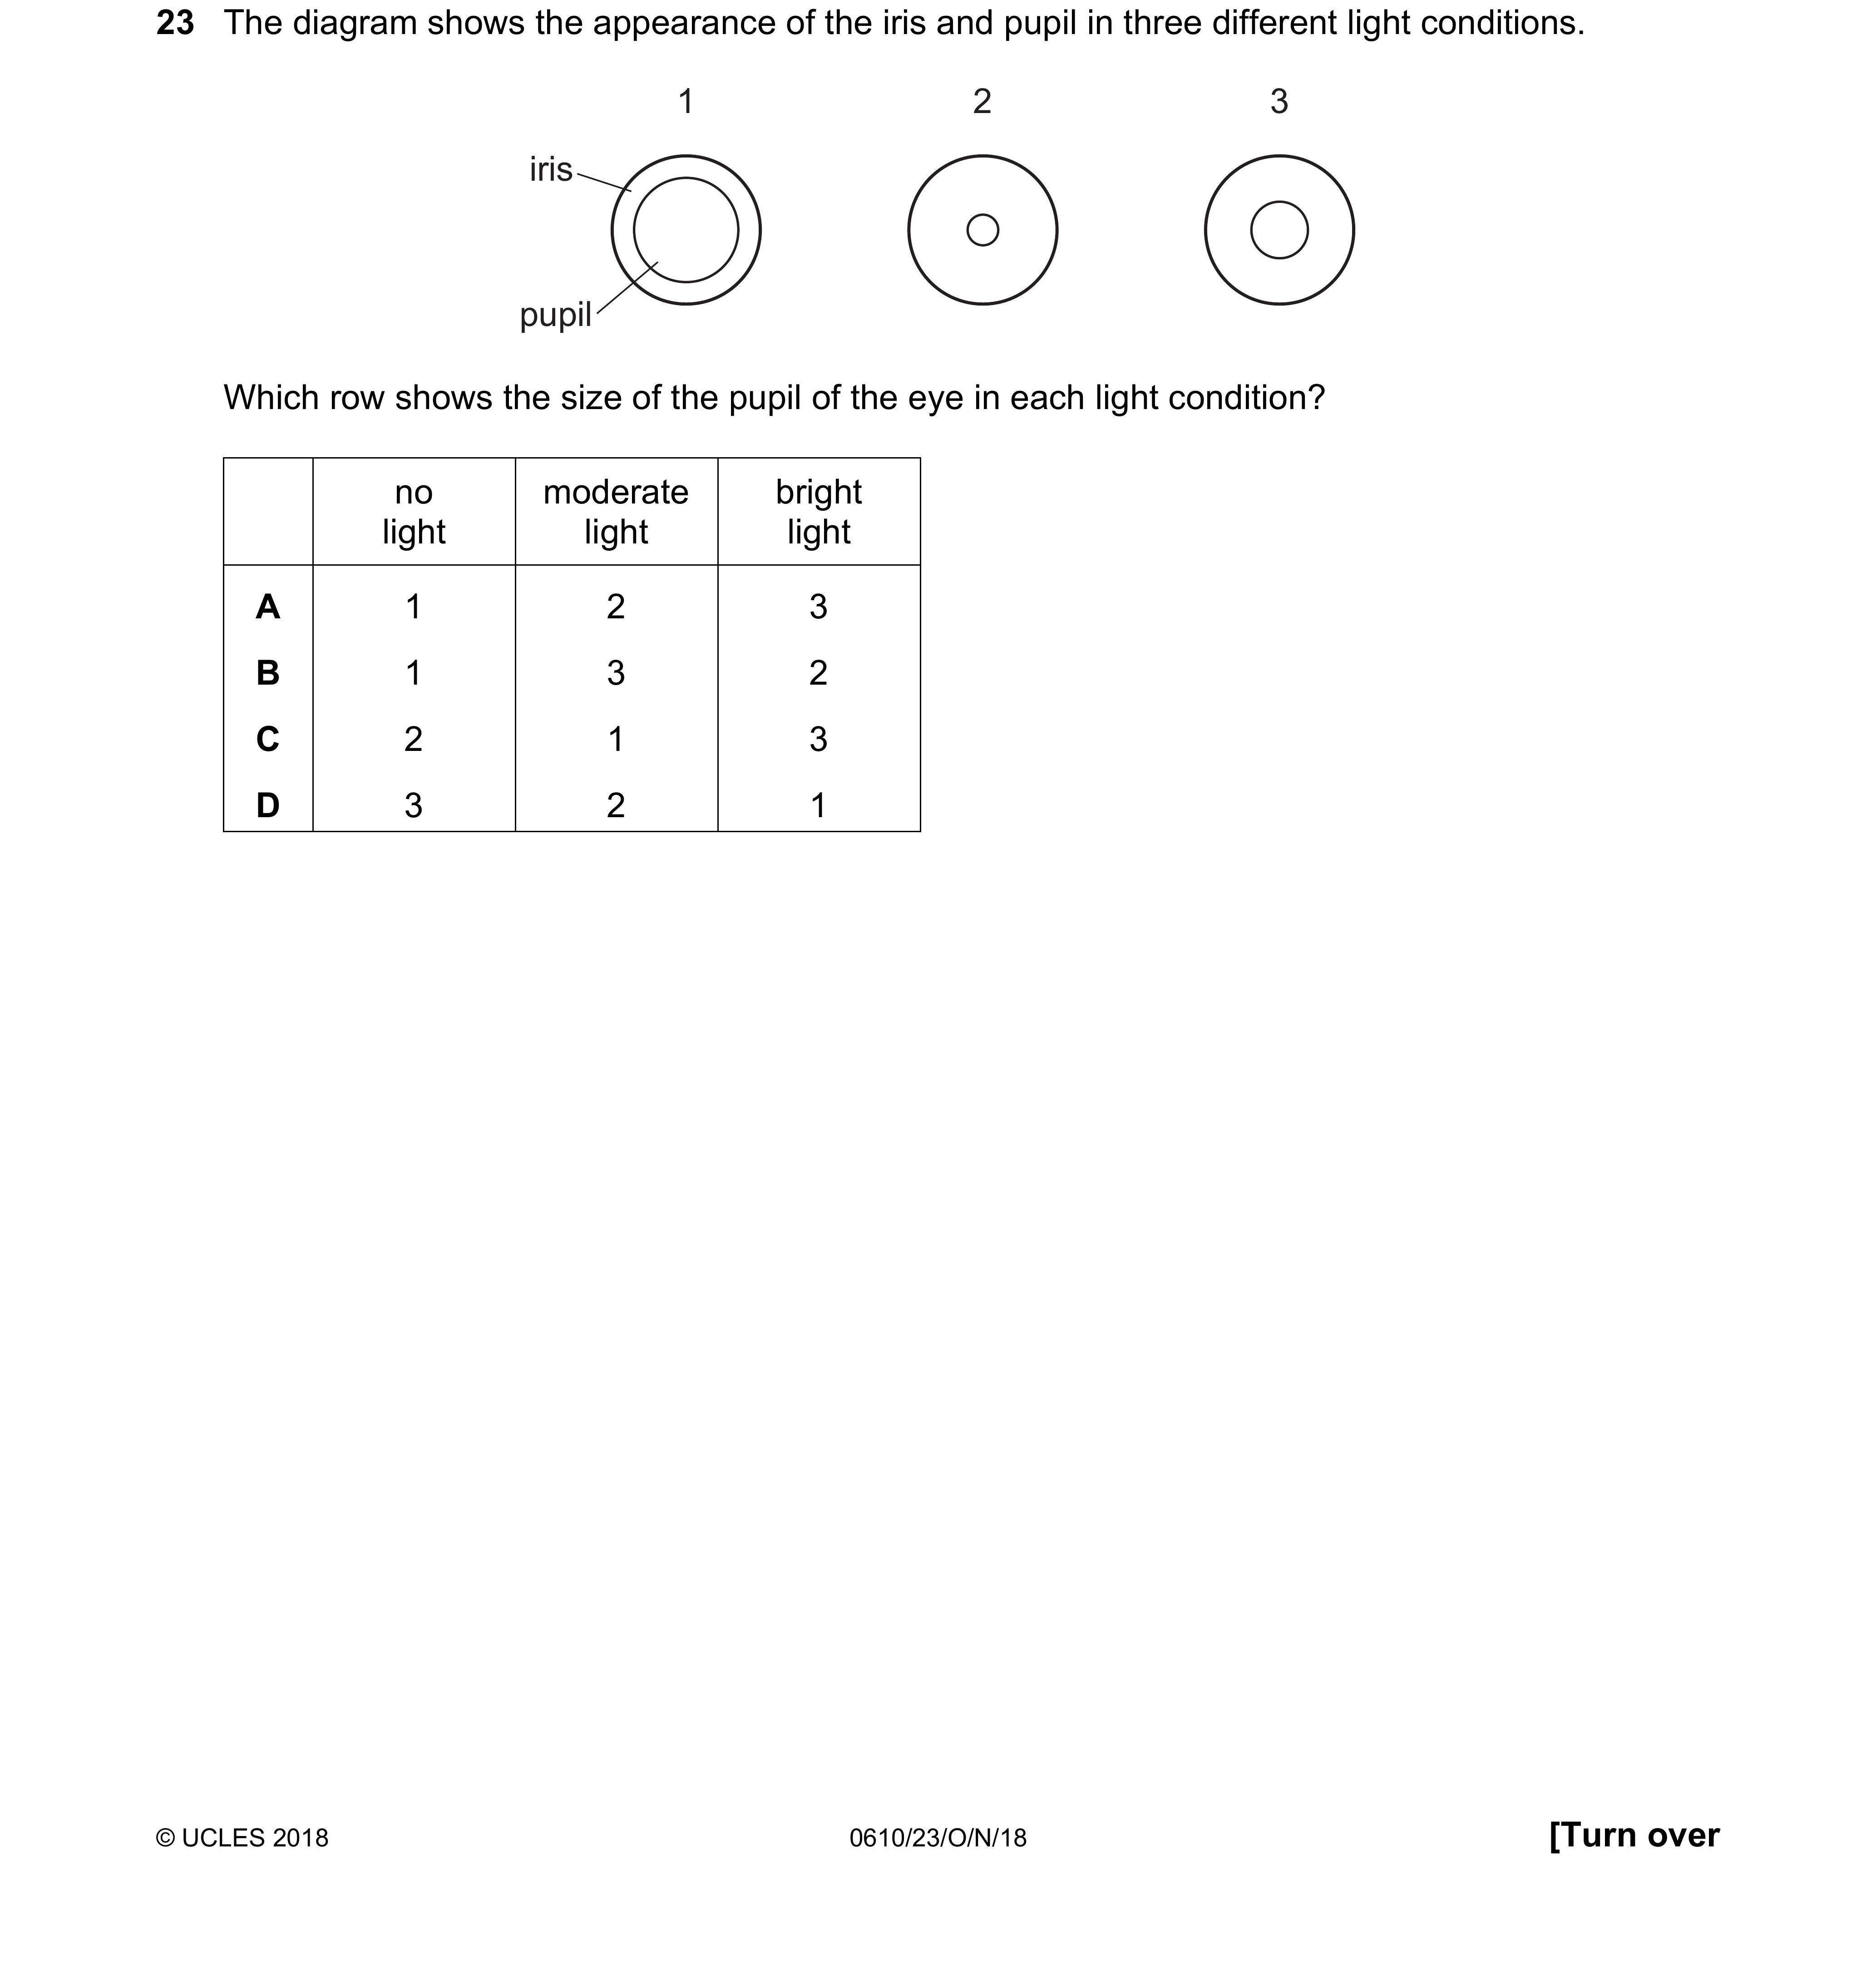 23 The diagram shows the appearance of the iris and pupil in three different light conditions.
1 2 3
iris
pupil
Which row shows the size of the pupil of the eye in each light condition?
no light moderate light bright light
A 1 2 3
B 1 3 2
C 2 1 3
D 3 2 1
© UCLES 2018 0610/23/O/N/18 [Turn over